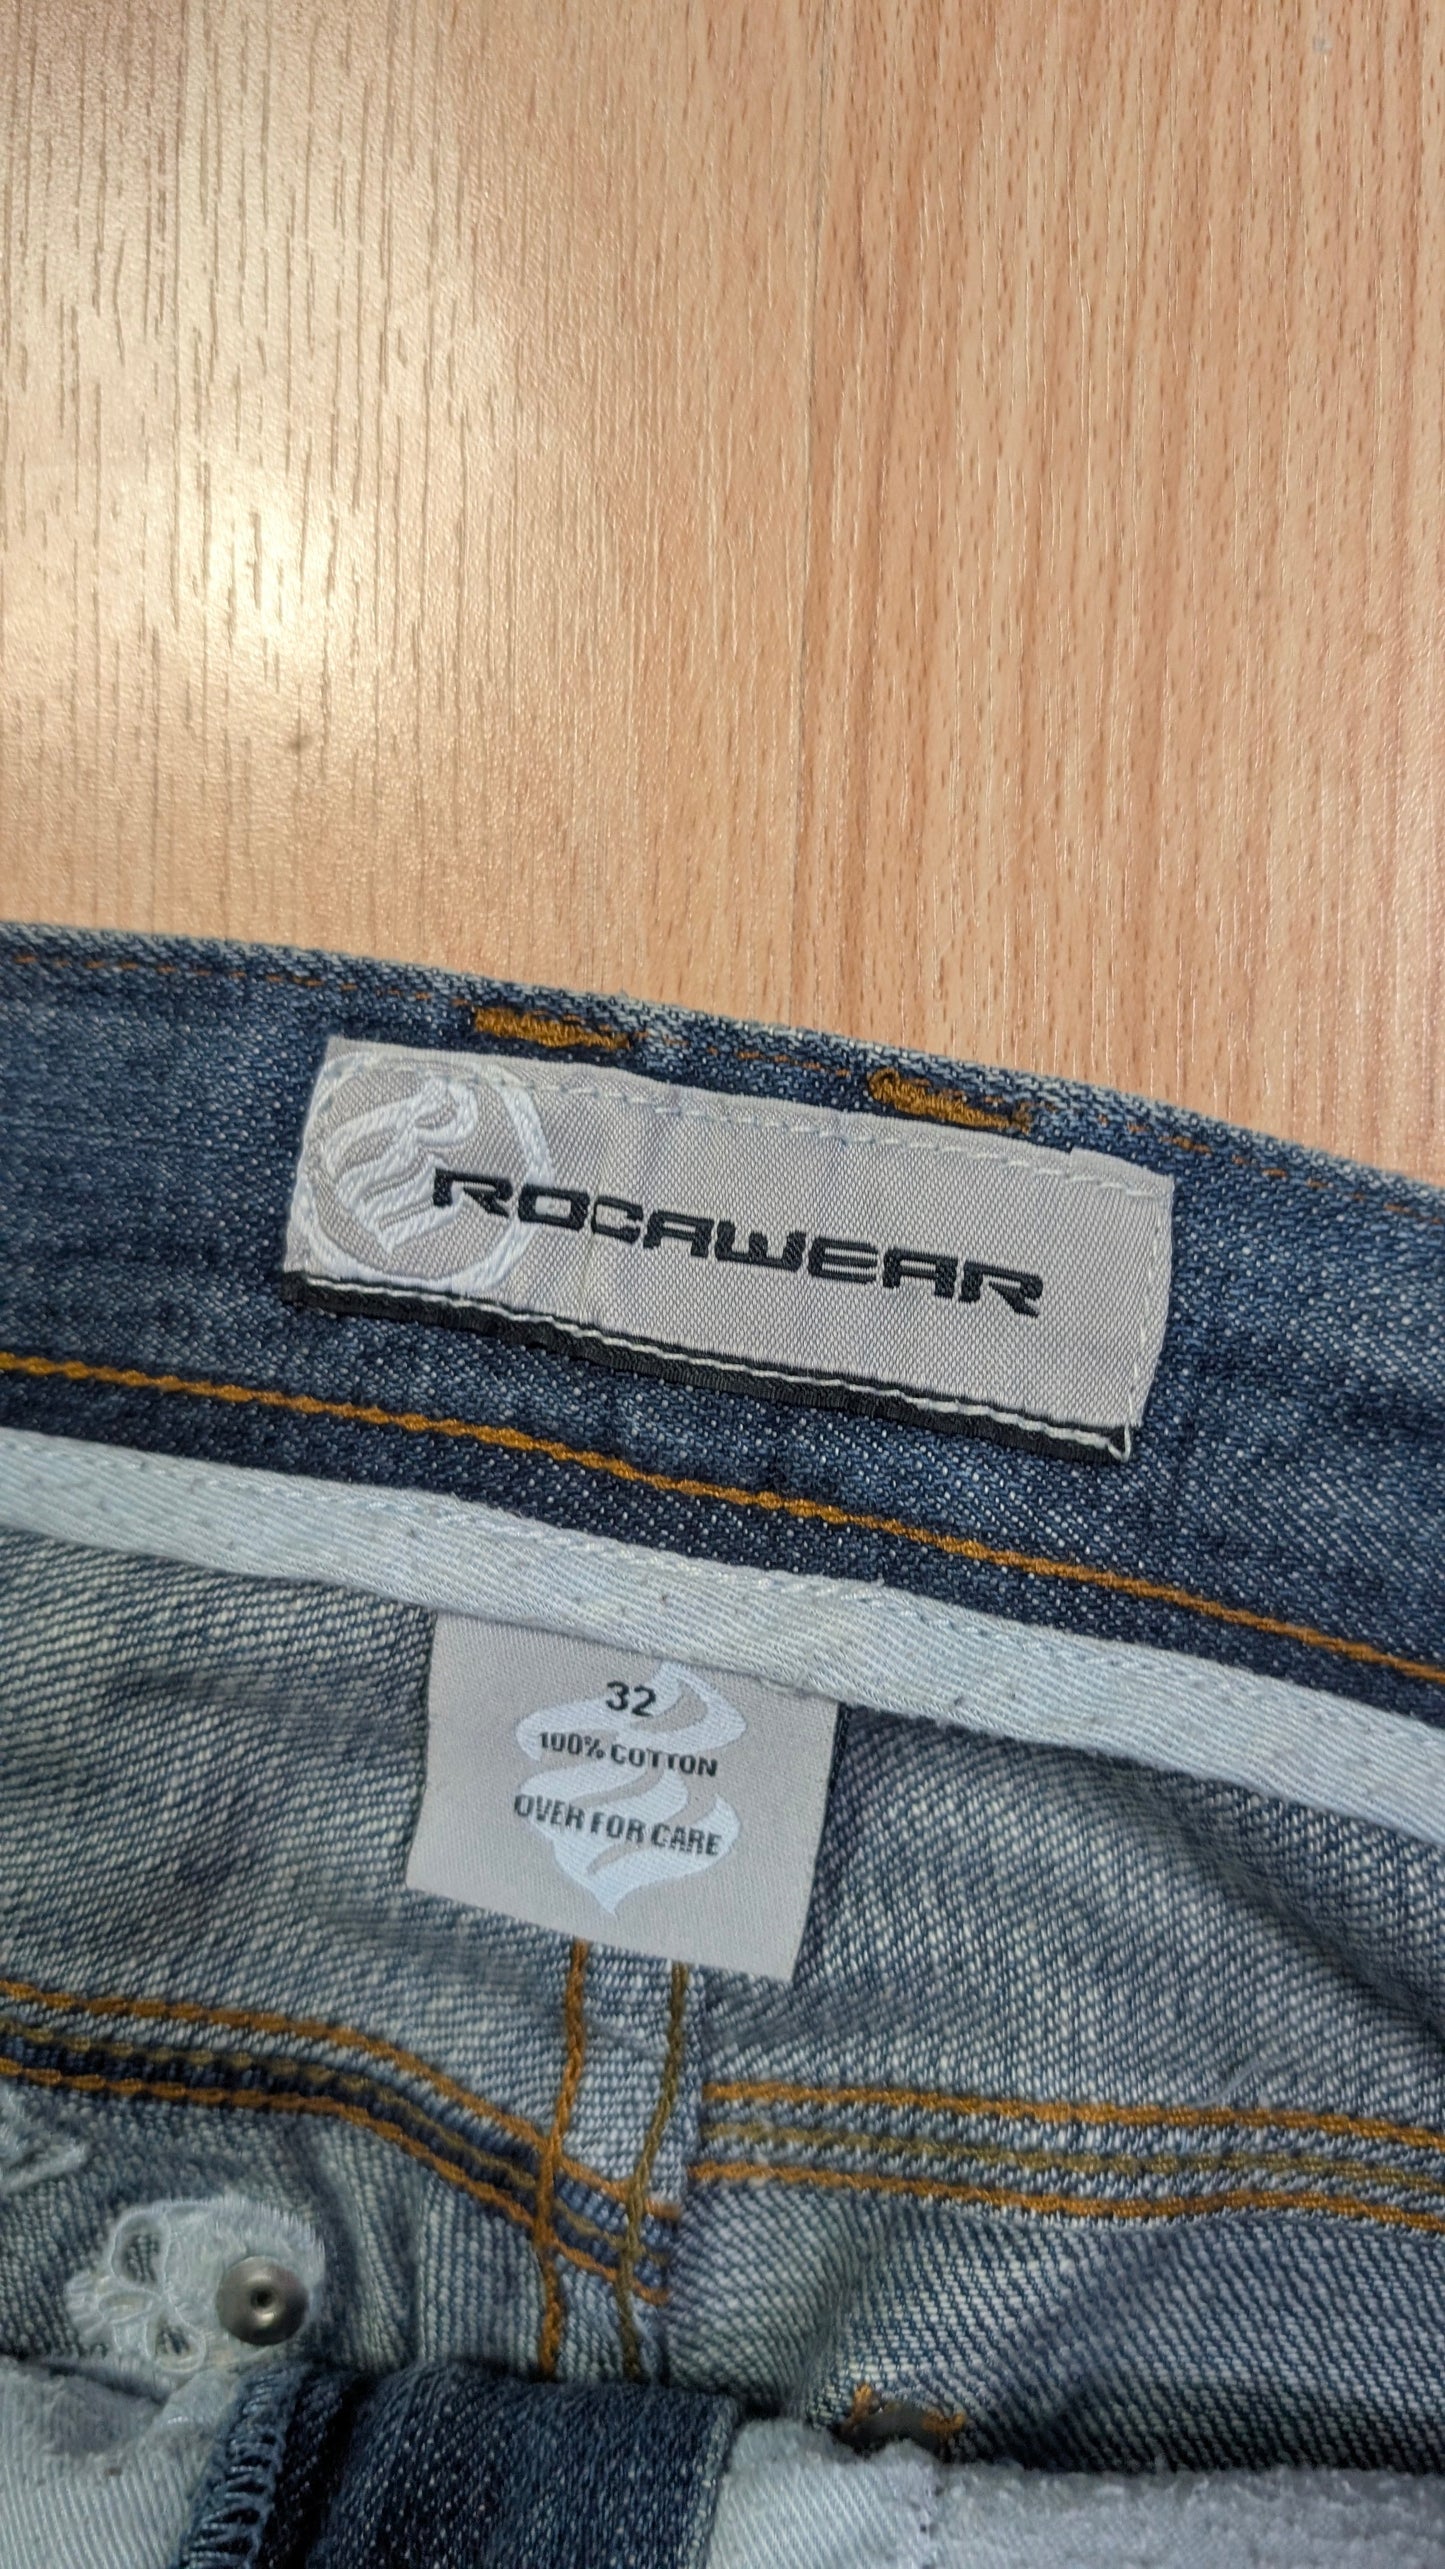 ROCAWEAR
32
100% COTTON
OVER FOR CARE